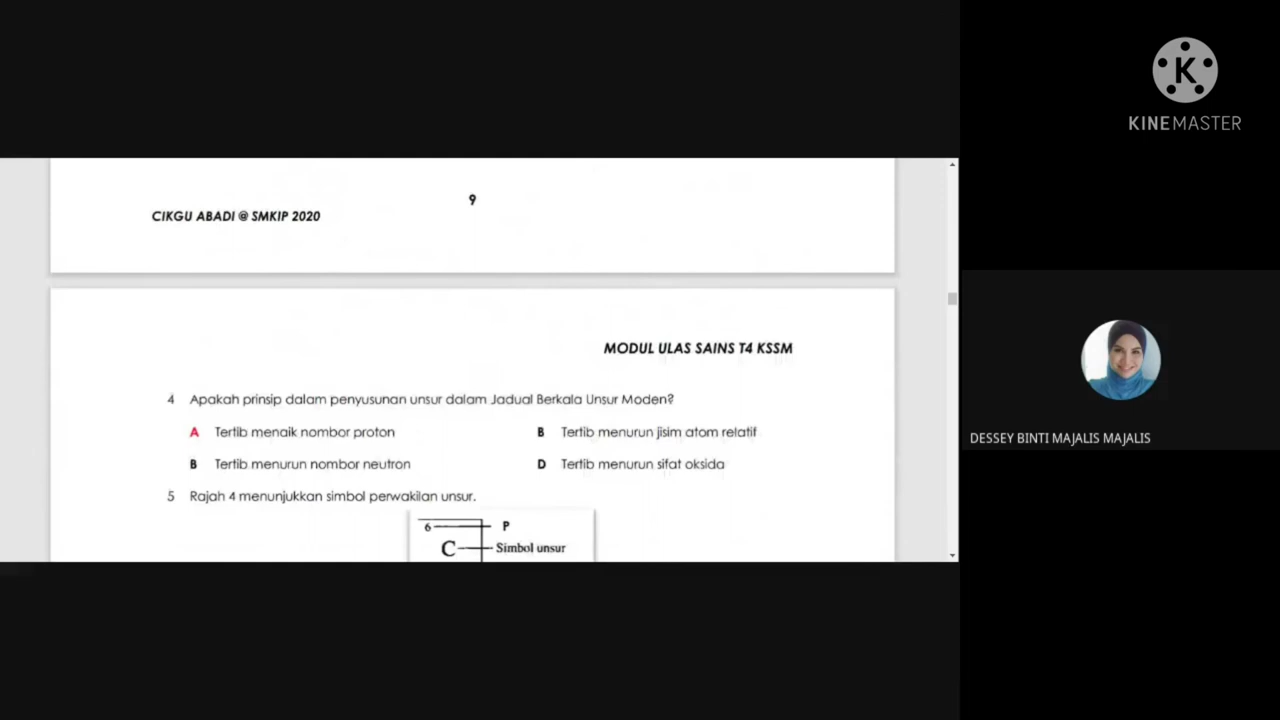 K
KINEMASTER
9
CIKGU ABADI @ SMKIP 2020
MODUL ULAS SAINS T4 KSSM
4 Apakah prinsip dalam penyusunan unsur dalam Jadual Berkala Unsur Moden?
A Tertib menaik nombor proton B Tertib menurun jisim atom relatif
B Tertib menurun nombor neutron D Tertib menurun sifat oksida
5 Rajah 4 menunjukkan simbol perwakilan unsur.
6 P
C Simbol unsur
DESSEY BINTI MAJALIS MAJALIS